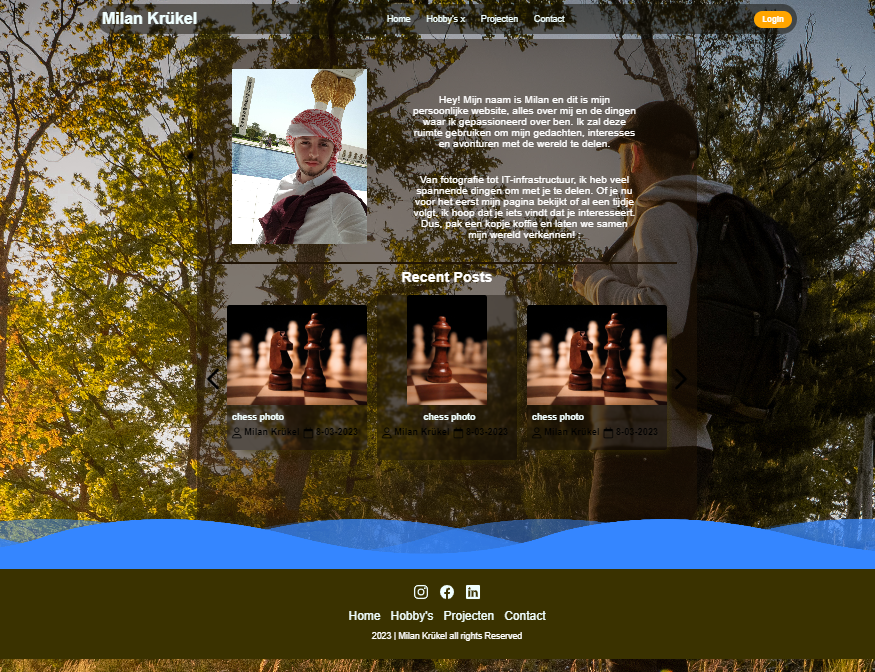 Milan Krükel
Home Hobby's x Projecten Contact
Login
Hey! Mijn naam is Milan en dit is mijn
persoonlijke website, alles over mij en de dingen
waar ik gepassioneerd over ben. Ik zal deze
ruimte gebruiken om mijn gedachten, interesses
en avonturen met de wereld te delen.
Van fotografie tot IT-infrastructuur, ik heb veel
spannende dingen om met je te delen. Of je nu
voor het eerst mijn pagina bekijkt of al een tijdje
volgt, ik hoop dat je iets vindt dat je interesseert.
Dus, pak een kopje koffie en laten we samen
mijn wereld verkennen! :
Recent Posts
chess photo
Milan Krükel 8-03-2023
chess photo
Milan Krükel 8-03-2023
chess photo
Milan Krükel 8-03-2023
Home Hobby's Projecten Contact
2023 | Milan Krükel all rights Reserved